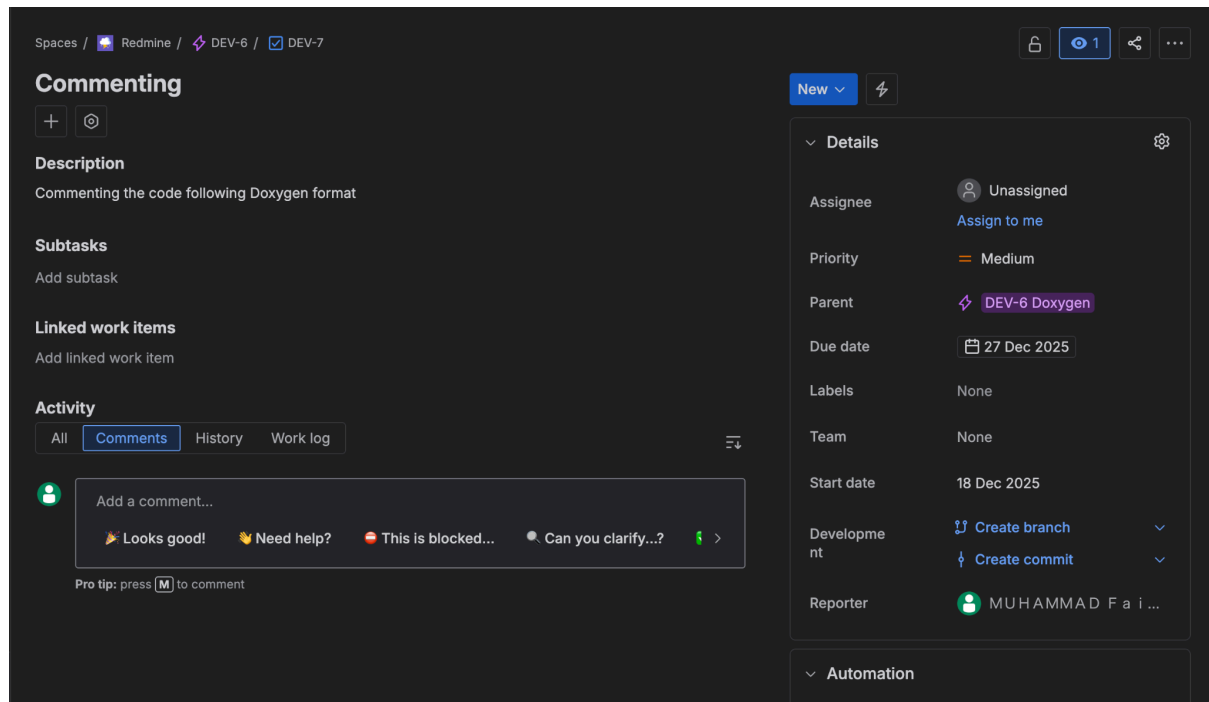 Spaces / Redmine / DEV-6 / DEV-7
1
Commenting
New
Description
Commenting the code following Doxygen format
Subtasks
Add subtask
Linked work items
Add linked work item
Activity
All Comments History Work log
Add a comment...
Looks good! Need help? This is blocked... Can you clarify...?
Pro tip: press M to comment
Details
Assignee
Unassigned
Assign to me
Priority
Medium
Parent
DEV-6 Doxygen
Due date
27 Dec 2025
Labels
None
Team
None
Start date
18 Dec 2025
Developme
nt
Create branch
Create commit
Reporter
MUHAMMAD Fai...
Automation